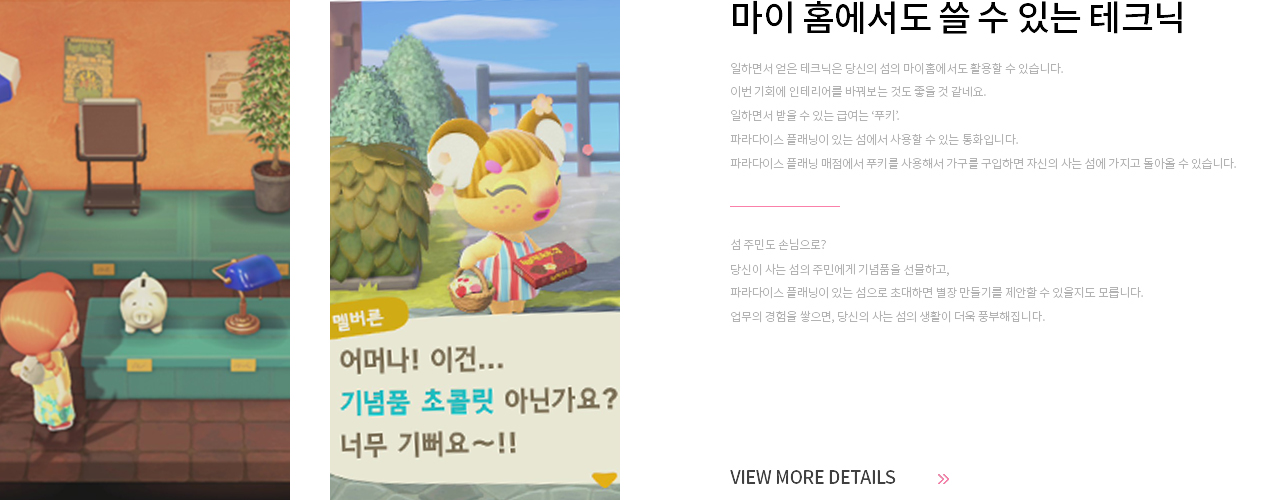 멜버른
어머나! 이건...
기념품 초콜릿 아닌가요?
너무 기뻐요~!!
마이 홈에서도 쓸 수 있는 테크닉
일하면서 얻은 테크닉은 당신의 섬의 마이홈에서도 활용할 수 있습니다.
이번 기회에 인테리어를 바꿔보는 것도 좋을 것 같네요.
일하면서 받을 수 있는 급여는 '푸키'.
파라다이스 플래닝이 있는 섬에서 사용할 수 있는 통화입니다.
파라다이스 플래닝 매점에서 푸키를 사용해서 가구를 구입하면 자신의 사는 섬에 가지고 돌아올 수 있습니다.
섬 주민도 손님으로?
당신이 사는 섬의 주민에게 기념품을 선물하고,
파라다이스 플래닝이 있는 섬으로 초대하면 별장 만들기를 제안할 수 있을지도 모릅니다.
업무의 경험을 쌓으면, 당신의 사는 섬의 생활이 더욱 풍부해집니다.
VIEW MORE DETAILS